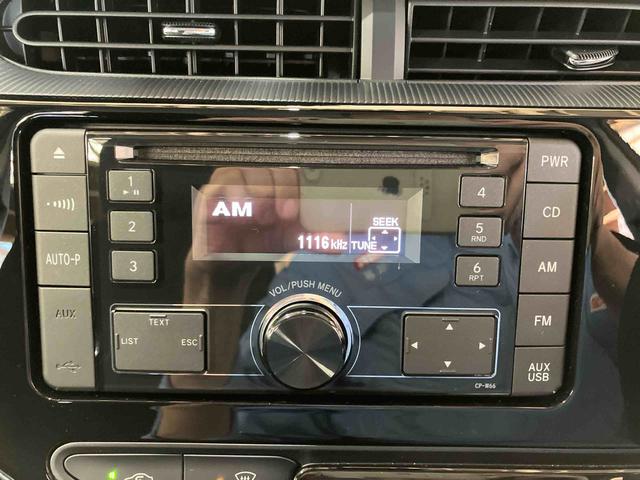 PWR
1
4
AM
SEEK
CD
2
5
RND
1116 kHz TUNE
AUTO-P
3
6
RPT
AM
VOL/PUSH MENU
AUX
TEXT
LIST
ESC
FM
AUX
USB
CP-W66